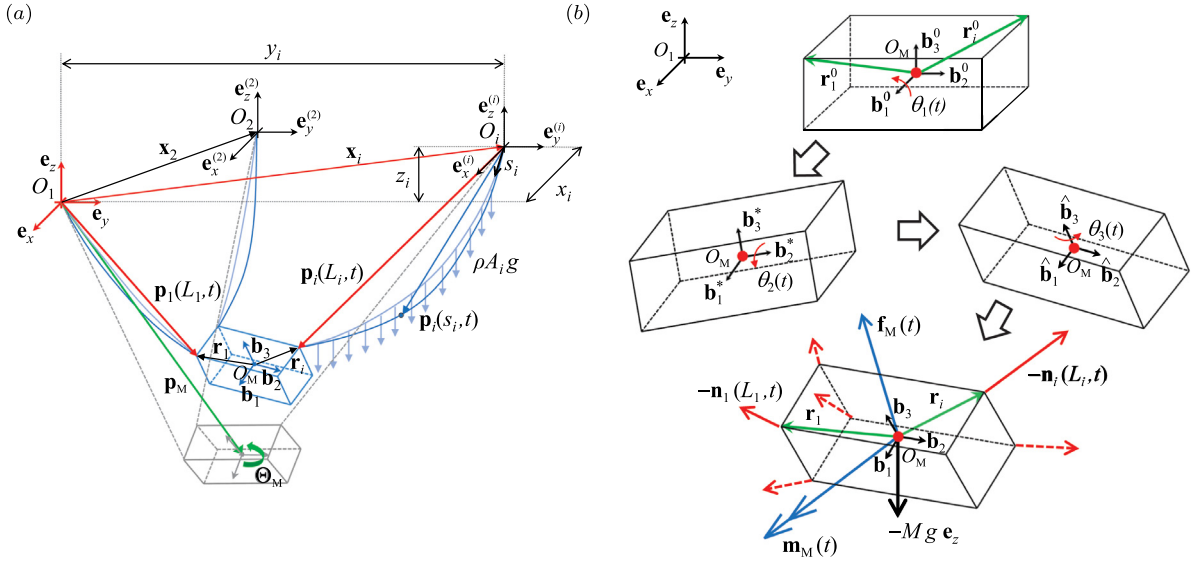 (a)
y_i
e_z^(2)
O_2
e_y^(2)
e_x^(2)
x_2
e_z^(i)
O_i
e_y^(i)
e_x^(i)
s_i
x_i
z_i
x_i
e_z
O_1
e_y
e_x
p_1(L_1,t)
p_i(L_i,t)
ρA_i g
p_i(s_i,t)
r_1
b_3
r_i
O_M
b_2
b_1
p_M
Θ_M
(b)
e_z
O_1
e_y
e_x
r_i^0
O_M
b_3^0
r_1^0
b_2^0
b_1^0
θ_1(t)
b_3^*
O_M
b_2^*
b_1^*
θ_2(t)
b̂_3
θ_3(t)
b̂_1
O_M
b̂_2
f_M(t)
-n_i(L_i,t)
-n_1(L_1,t)
r_1
r_i
b_3
b_2
b_1
O_M
-M g e_z
m_M(t)